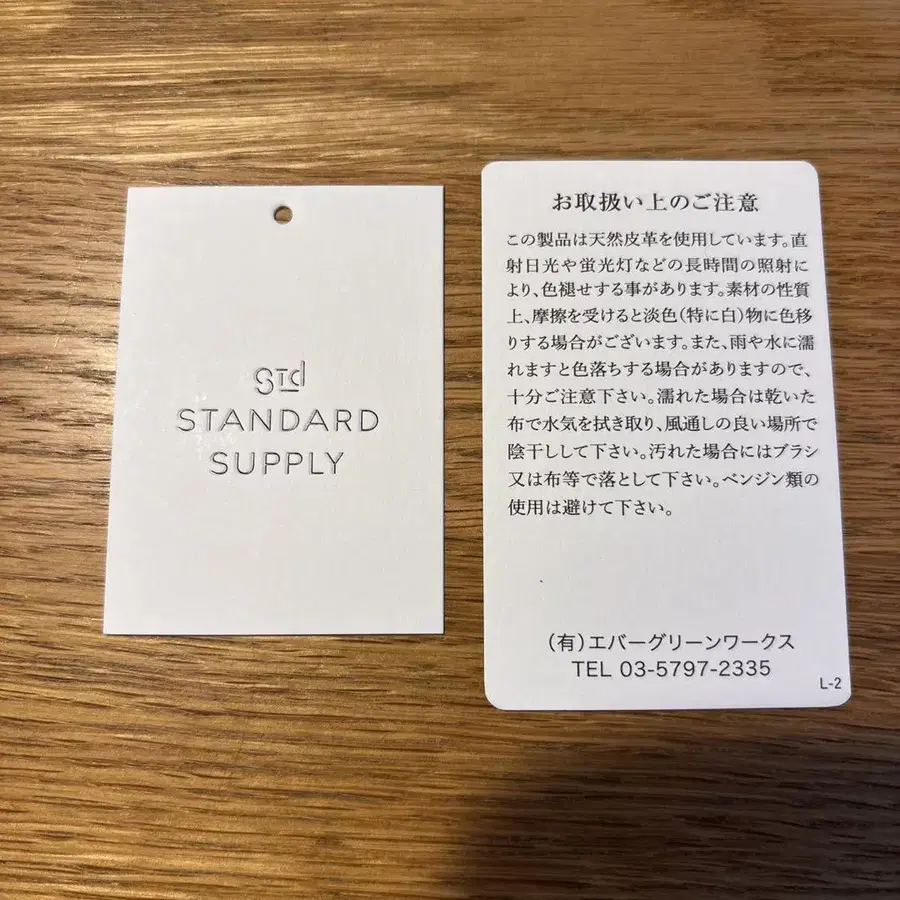 std
STANDARD
SUPPLY
お取扱い上のご注意
この製品は天然皮革を使用しています。直
射日光や蛍光灯などの長時間の照射に
より、色褪せする事があります。素材の性質
上、摩擦を受けると淡色(特に白)物に色移
りする場合がございます。また、雨や水に濡
れますと色落ちする場合がありますので、
十分ご注意下さい。濡れた場合は乾いた
布で水気を拭き取り、風通しの良い場所で
陰干しして下さい。汚れた場合にはブラシ
又は布等で落として下さい。ベンジン類の
使用は避けて下さい。
(有)エバーグリーンワークス
TEL 03-5797-2335
L-2